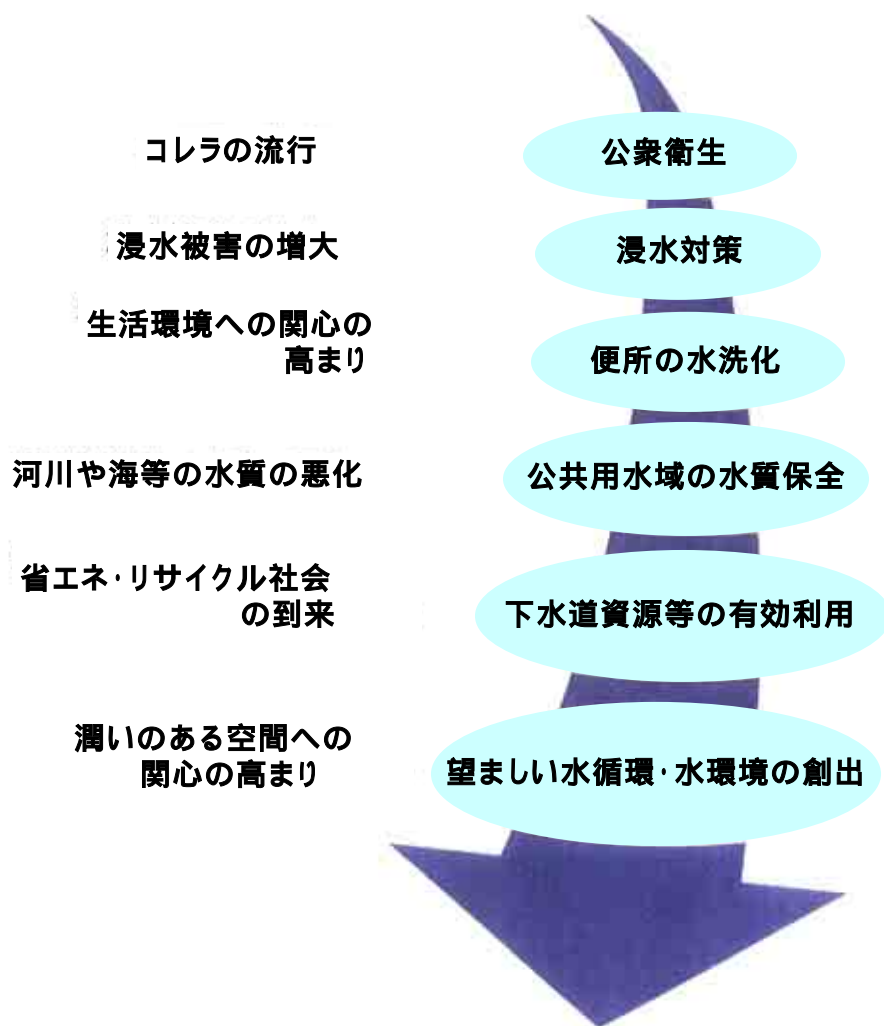 コレラの流行
公衆衛生
浸水被害の増大
浸水対策
生活環境への関心の
高まり
便所の水洗化
河川や海等の水質の悪化
公共用水域の水質保全
省エネ・リサイクル社会
の到来
下水道資源等の有効利用
潤いのある空間への
関心の高まり
望ましい水循環・水環境の創出